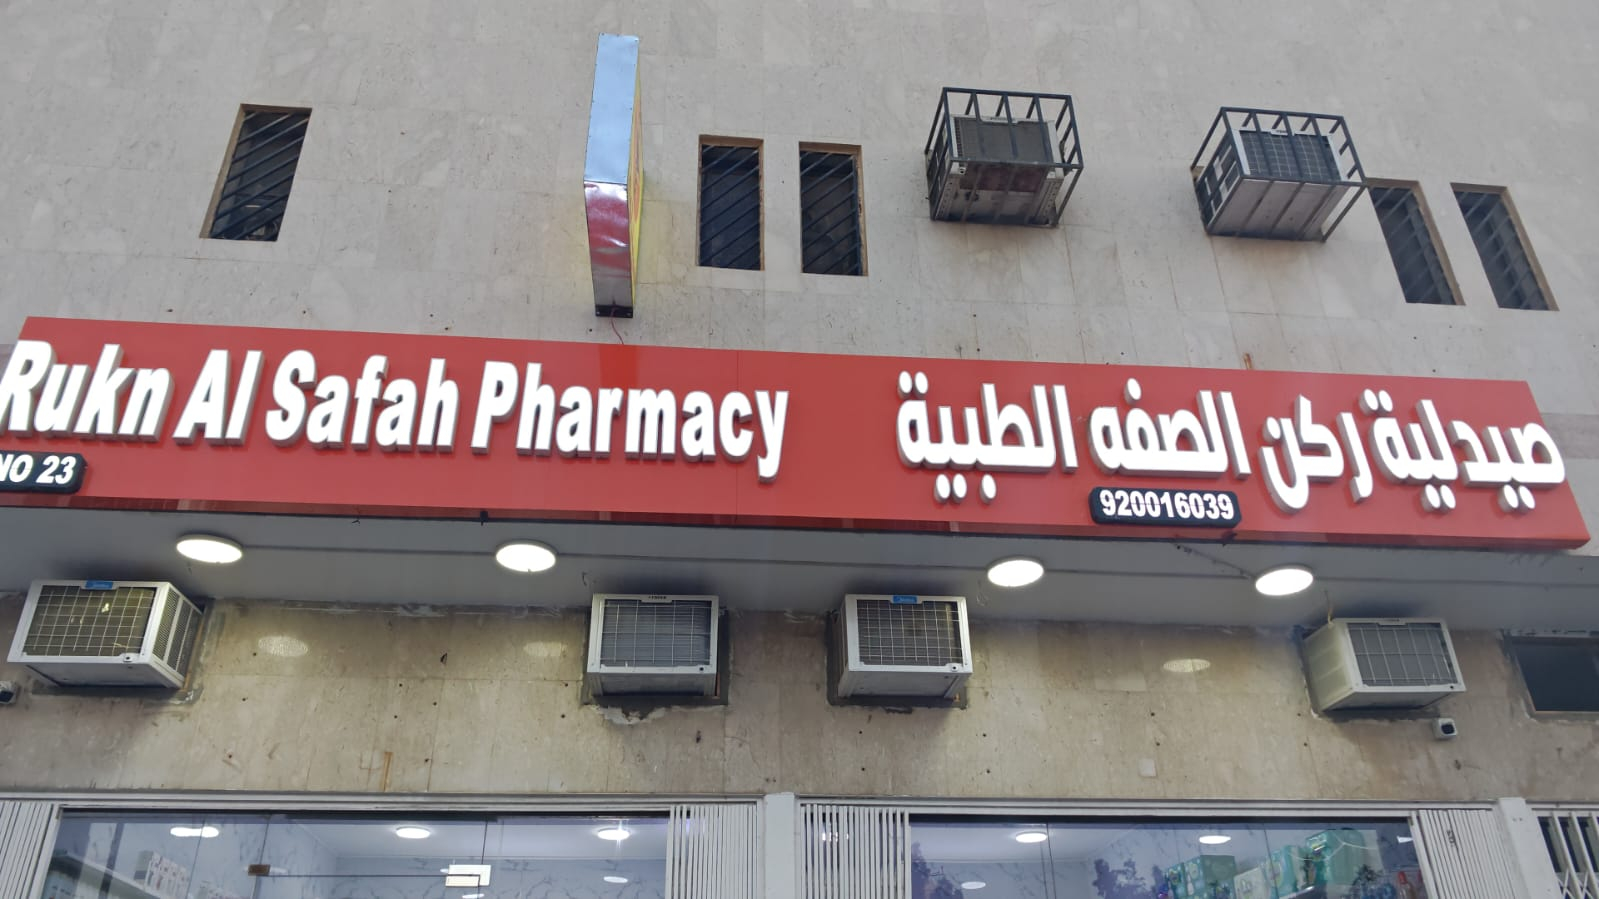 Rukn Al Safah Pharmacy
NO 23
صيدلية ركن الصفه الطبية
920016039